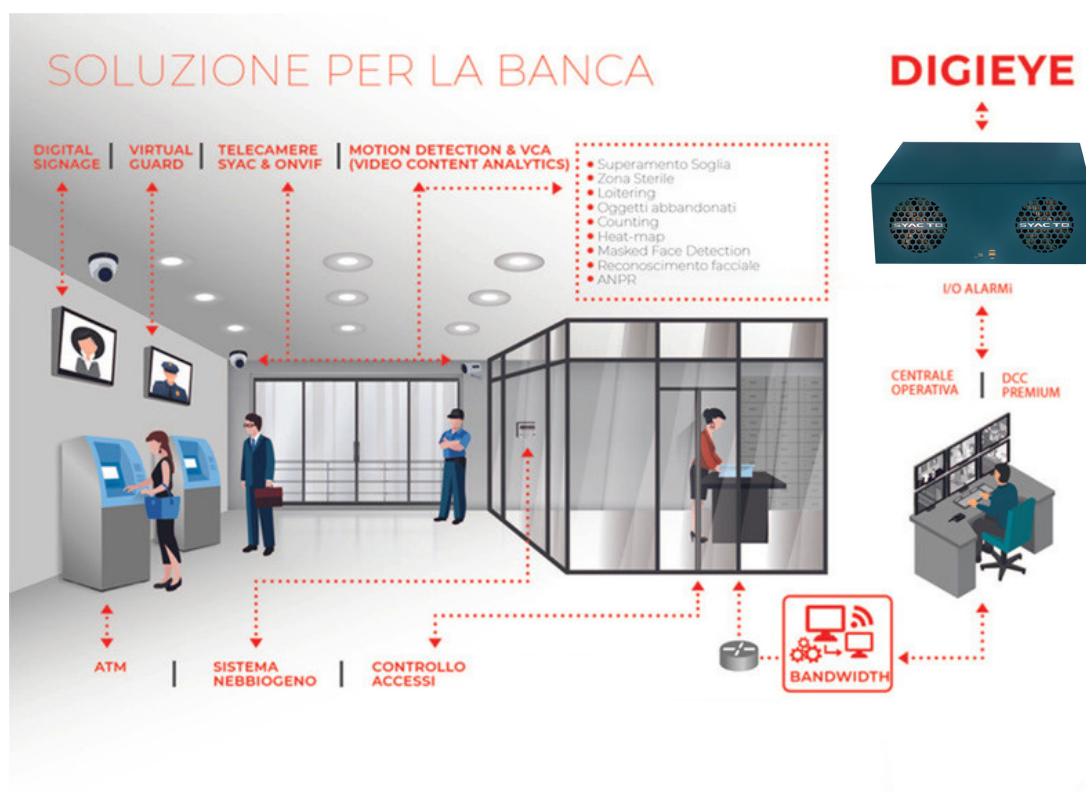 SOLUZIONE PER LA BANCA
DIGIEYE
DIGITAL
SIGNAGE
VIRTUAL
GUARD
TELECAMERE
SYAC & ONVIF
MOTION DETECTION & VCA
(VIDEO CONTENT ANALYTICS)
Superamento Soglia
Zona Sterile
Loitering
Oggetti abbandonati
Counting
Heat-map
Masked Face Detection
Reconoscimento facciale
ANPR
SYAC TB
SYAC TB
I/O ALARMi
CENTRALE
OPERATIVA
DCC
PREMIUM
ATM
SISTEMA
NEBBIOGENO
CONTROLLO
ACCESSI
BANDWIDTH